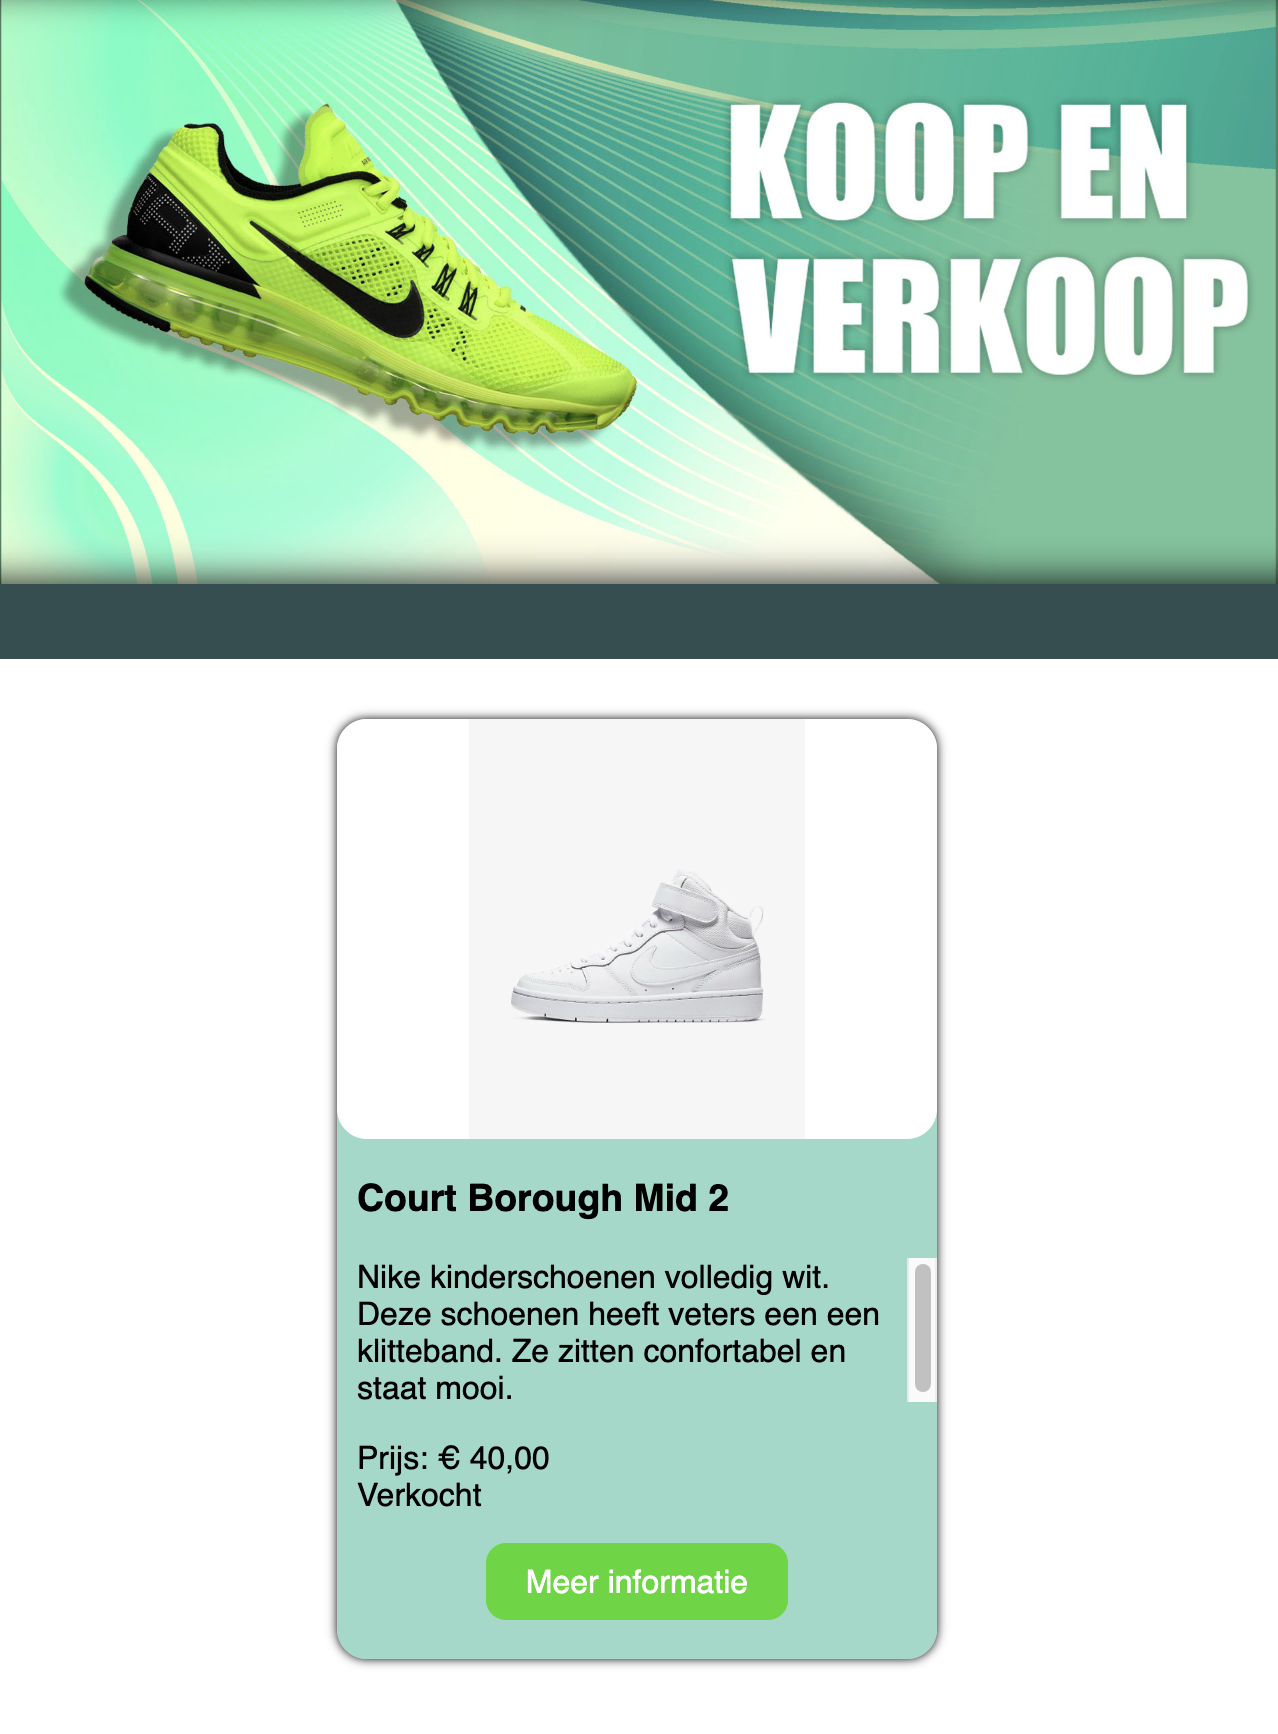 KOOP EN
VERKOOP
Court Borough Mid 2
Nike kinderschoenen volledig wit.
Deze schoenen heeft veters een een
klitteband. Ze zitten confortabel en
staat mooi.
Prijs: € 40,00
Verkocht
Meer informatie